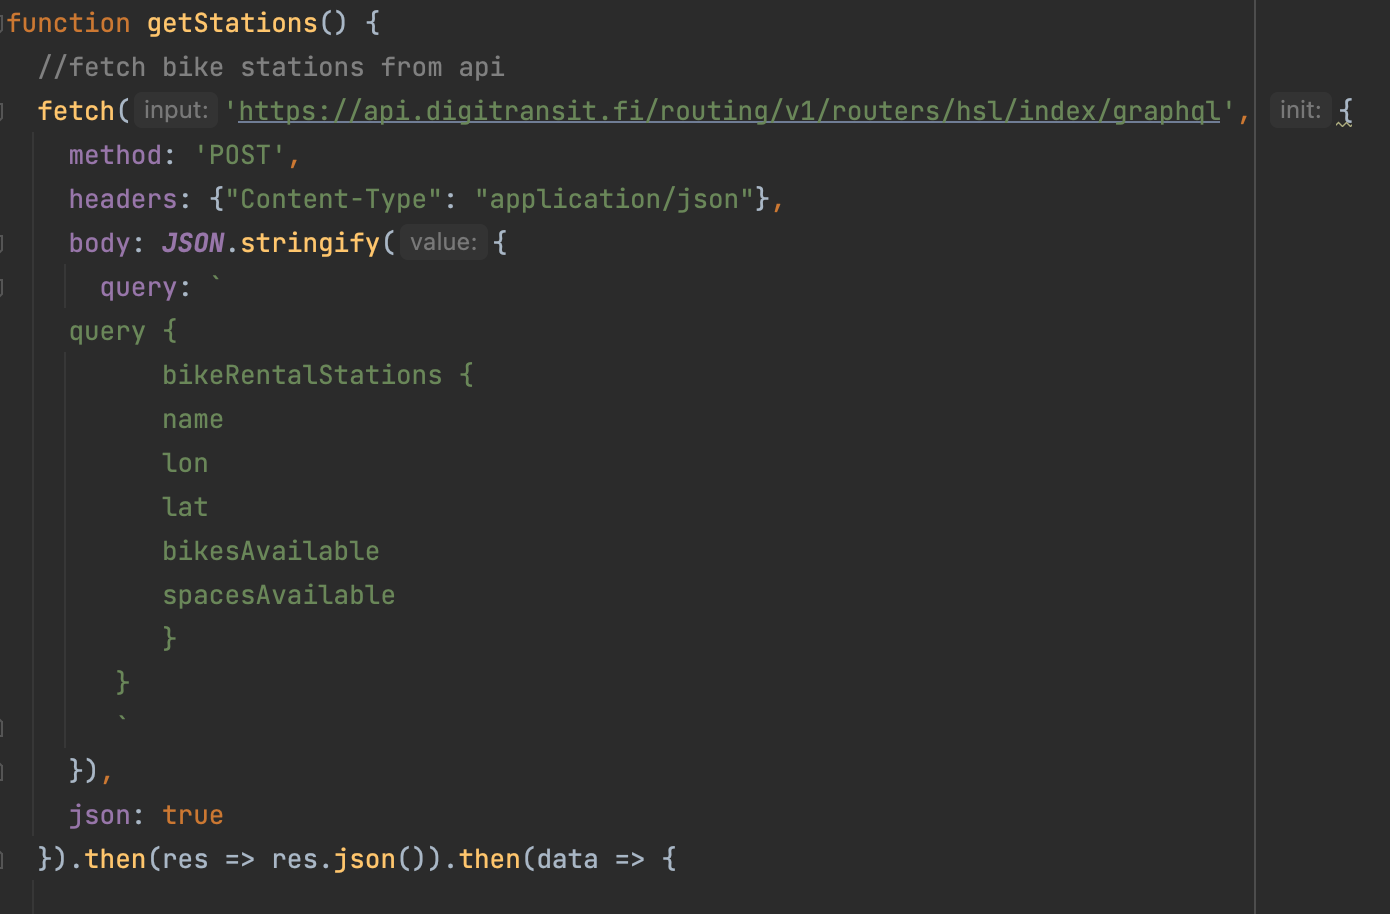 function getStations() {
//fetch bike stations from api
fetch( input: 'https://api.digitransit.fi/routing/v1/routers/hsl/index/graphql', init: {
method: 'POST',
headers: {"Content-Type": "application/json"},
body: JSON.stringify( value: {
query: `
query {
bikeRentalStations {
name
lon
lat
bikesAvailable
spacesAvailable
}
}
`
}),
json: true
}).then(res => res.json()).then(data => {